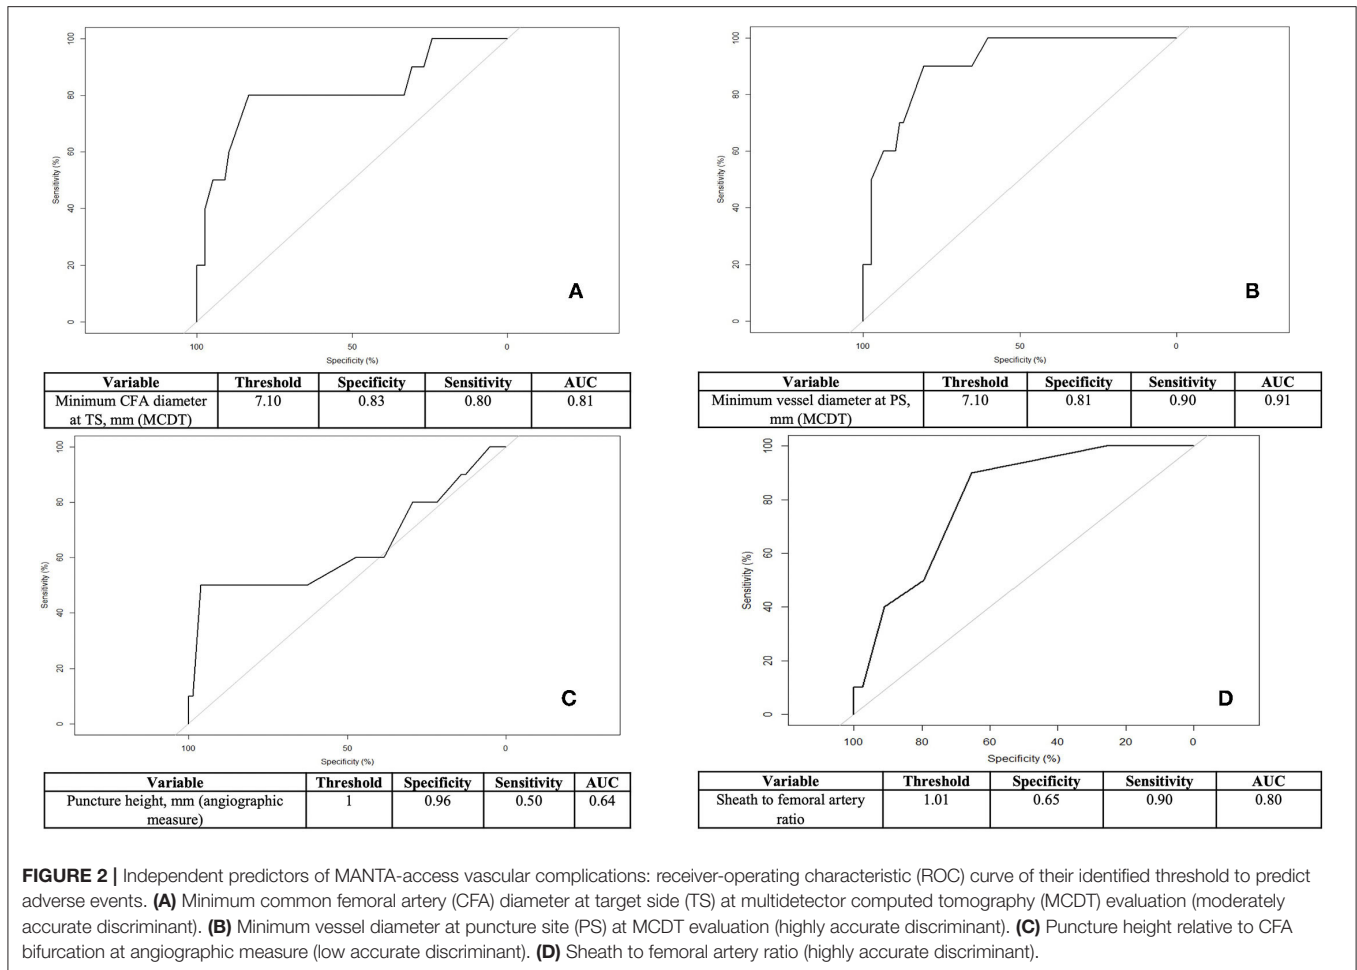 100
80
60
40
20
0
Sensitivity (%)
100 50 0
Specificity (%)
A
Variable Threshold Specificity Sensitivity AUC
Minimum CFA diameter 7.10 0.83 0.80 0.81
at TS, mm (MCDT)
100
80
60
40
20
0
Sensitivity (%)
100 50 0
Specificity (%)
B
Variable Threshold Specificity Sensitivity AUC
Minimum vessel diameter at PS, 7.10 0.81 0.90 0.91
mm (MCDT)
100
80
60
40
20
0
Sensitivity (%)
100 50 0
Specificity (%)
C
Variable Threshold Specificity Sensitivity AUC
Puncture height, mm (angiographic 1 0.96 0.50 0.64
measure)
100
80
60
40
20
0
Sensitivity (%)
100 80 60 40 20 0
Specificity (%)
D
Variable Threshold Specificity Sensitivity AUC
Sheath to femoral artery 1.01 0.65 0.90 0.80
ratio
FIGURE 2 | Independent predictors of MANTA-access vascular complications: receiver-operating characteristic (ROC) curve of their identified threshold to predict
adverse events. (A) Minimum common femoral artery (CFA) diameter at target side (TS) at multidetector computed tomography (MCDT) evaluation (moderately
accurate discriminant). (B) Minimum vessel diameter at puncture site (PS) at MCDT evaluation (highly accurate discriminant). (C) Puncture height relative to CFA
bifurcation at angiographic measure (low accurate discriminant). (D) Sheath to femoral artery ratio (highly accurate discriminant).